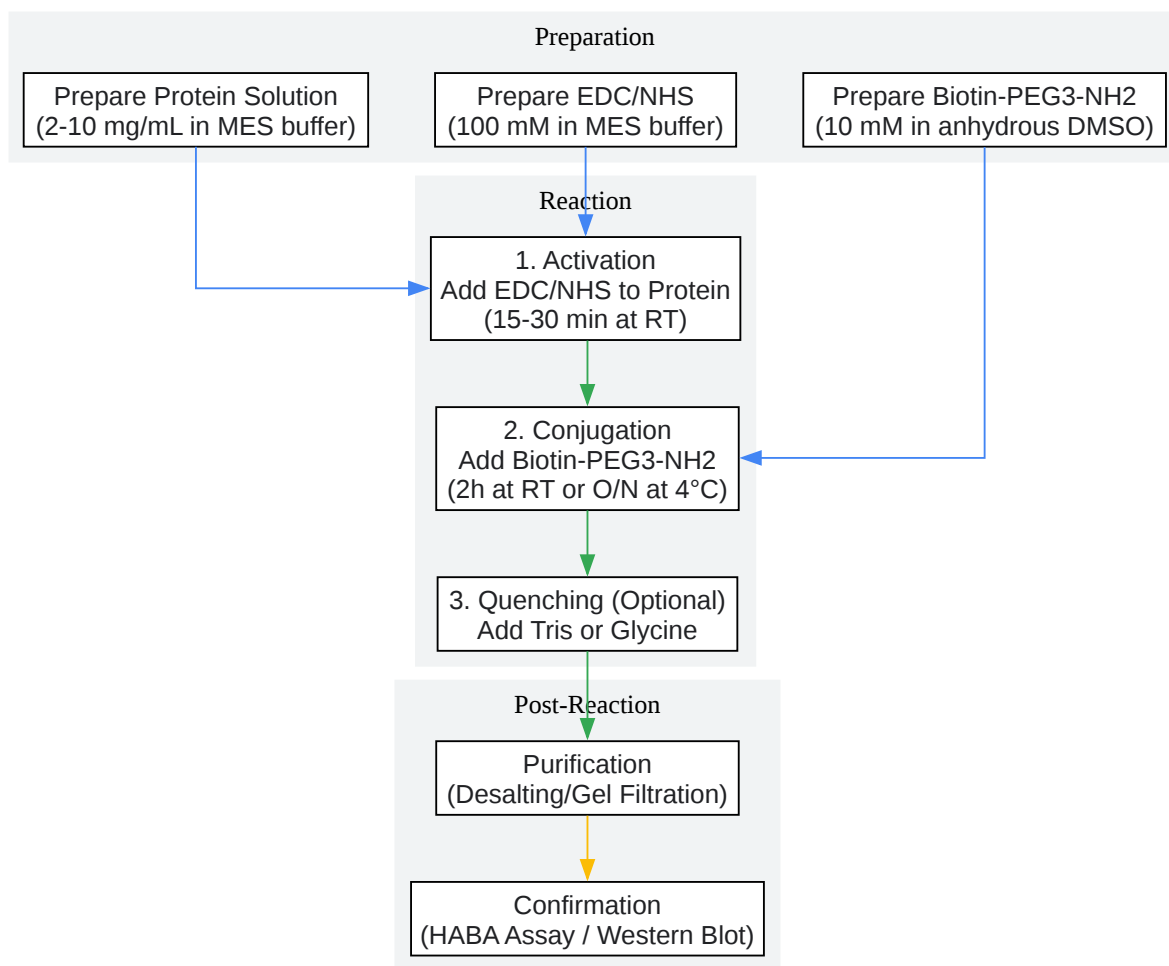 Preparation
Prepare Protein Solution
(2-10 mg/mL in MES buffer)
Prepare EDC/NHS
(100 mM in MES buffer)
Prepare Biotin-PEG3-NH2
(10 mM in anhydrous DMSO)
Reaction
1. Activation
Add EDC/NHS to Protein
(15-30 min at RT)
2. Conjugation
Add Biotin-PEG3-NH2
(2h at RT or O/N at 4°C)
3. Quenching (Optional)
Add Tris or Glycine
Post-Reaction
Purification
(Desalting/Gel Filtration)
Confirmation
(HABA Assay / Western Blot)